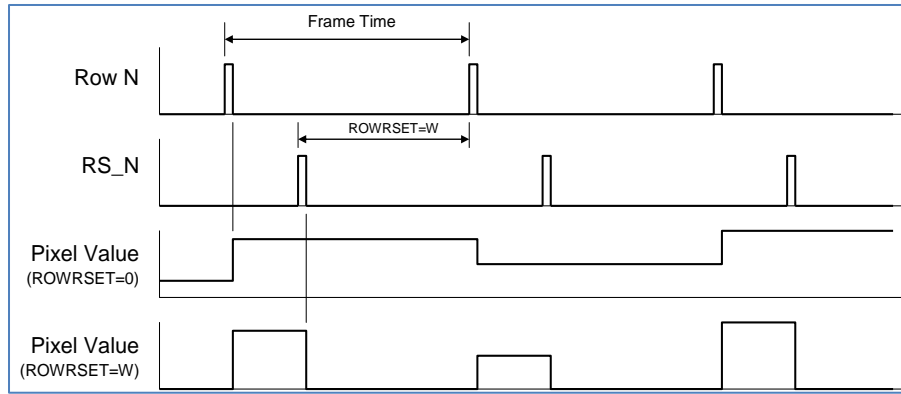 Frame Time
Row N
ROWRSET=W
RS_N
Pixel Value
(ROWRSET=0)
Pixel Value
(ROWRSET=W)